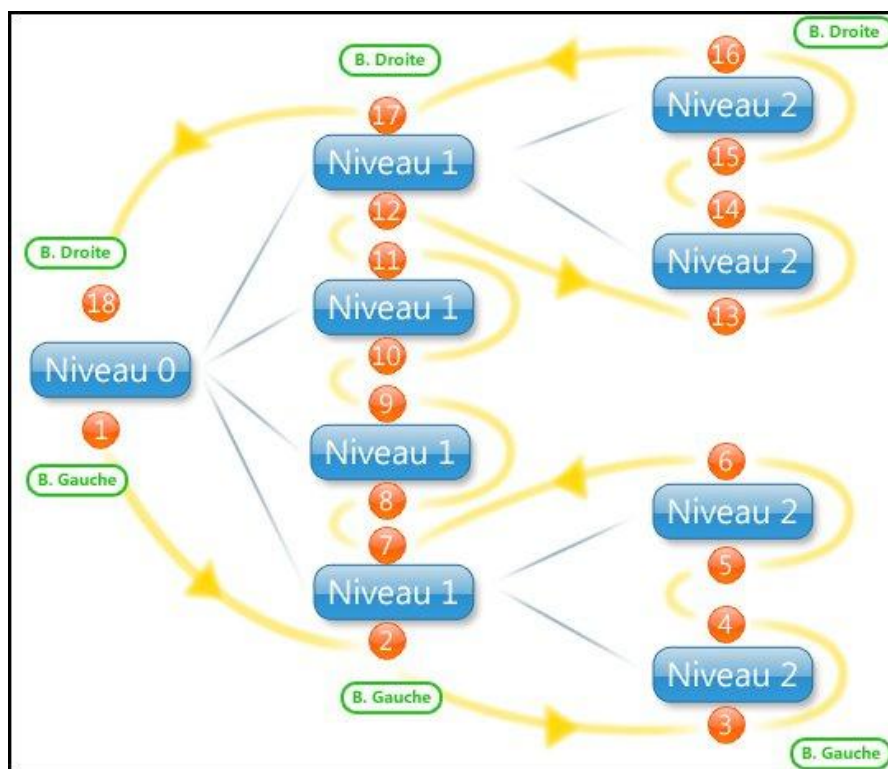 B. Droite
16
B. Droite
Niveau 2
17
Niveau 1
15
12
14
B. Droite
11
Niveau 2
18
Niveau 1
13
10
Niveau 0
9
1
Niveau 1
6
B. Gauche
8
Niveau 2
7
5
Niveau 1
4
2
Niveau 2
B. Gauche
3
B. Gauche